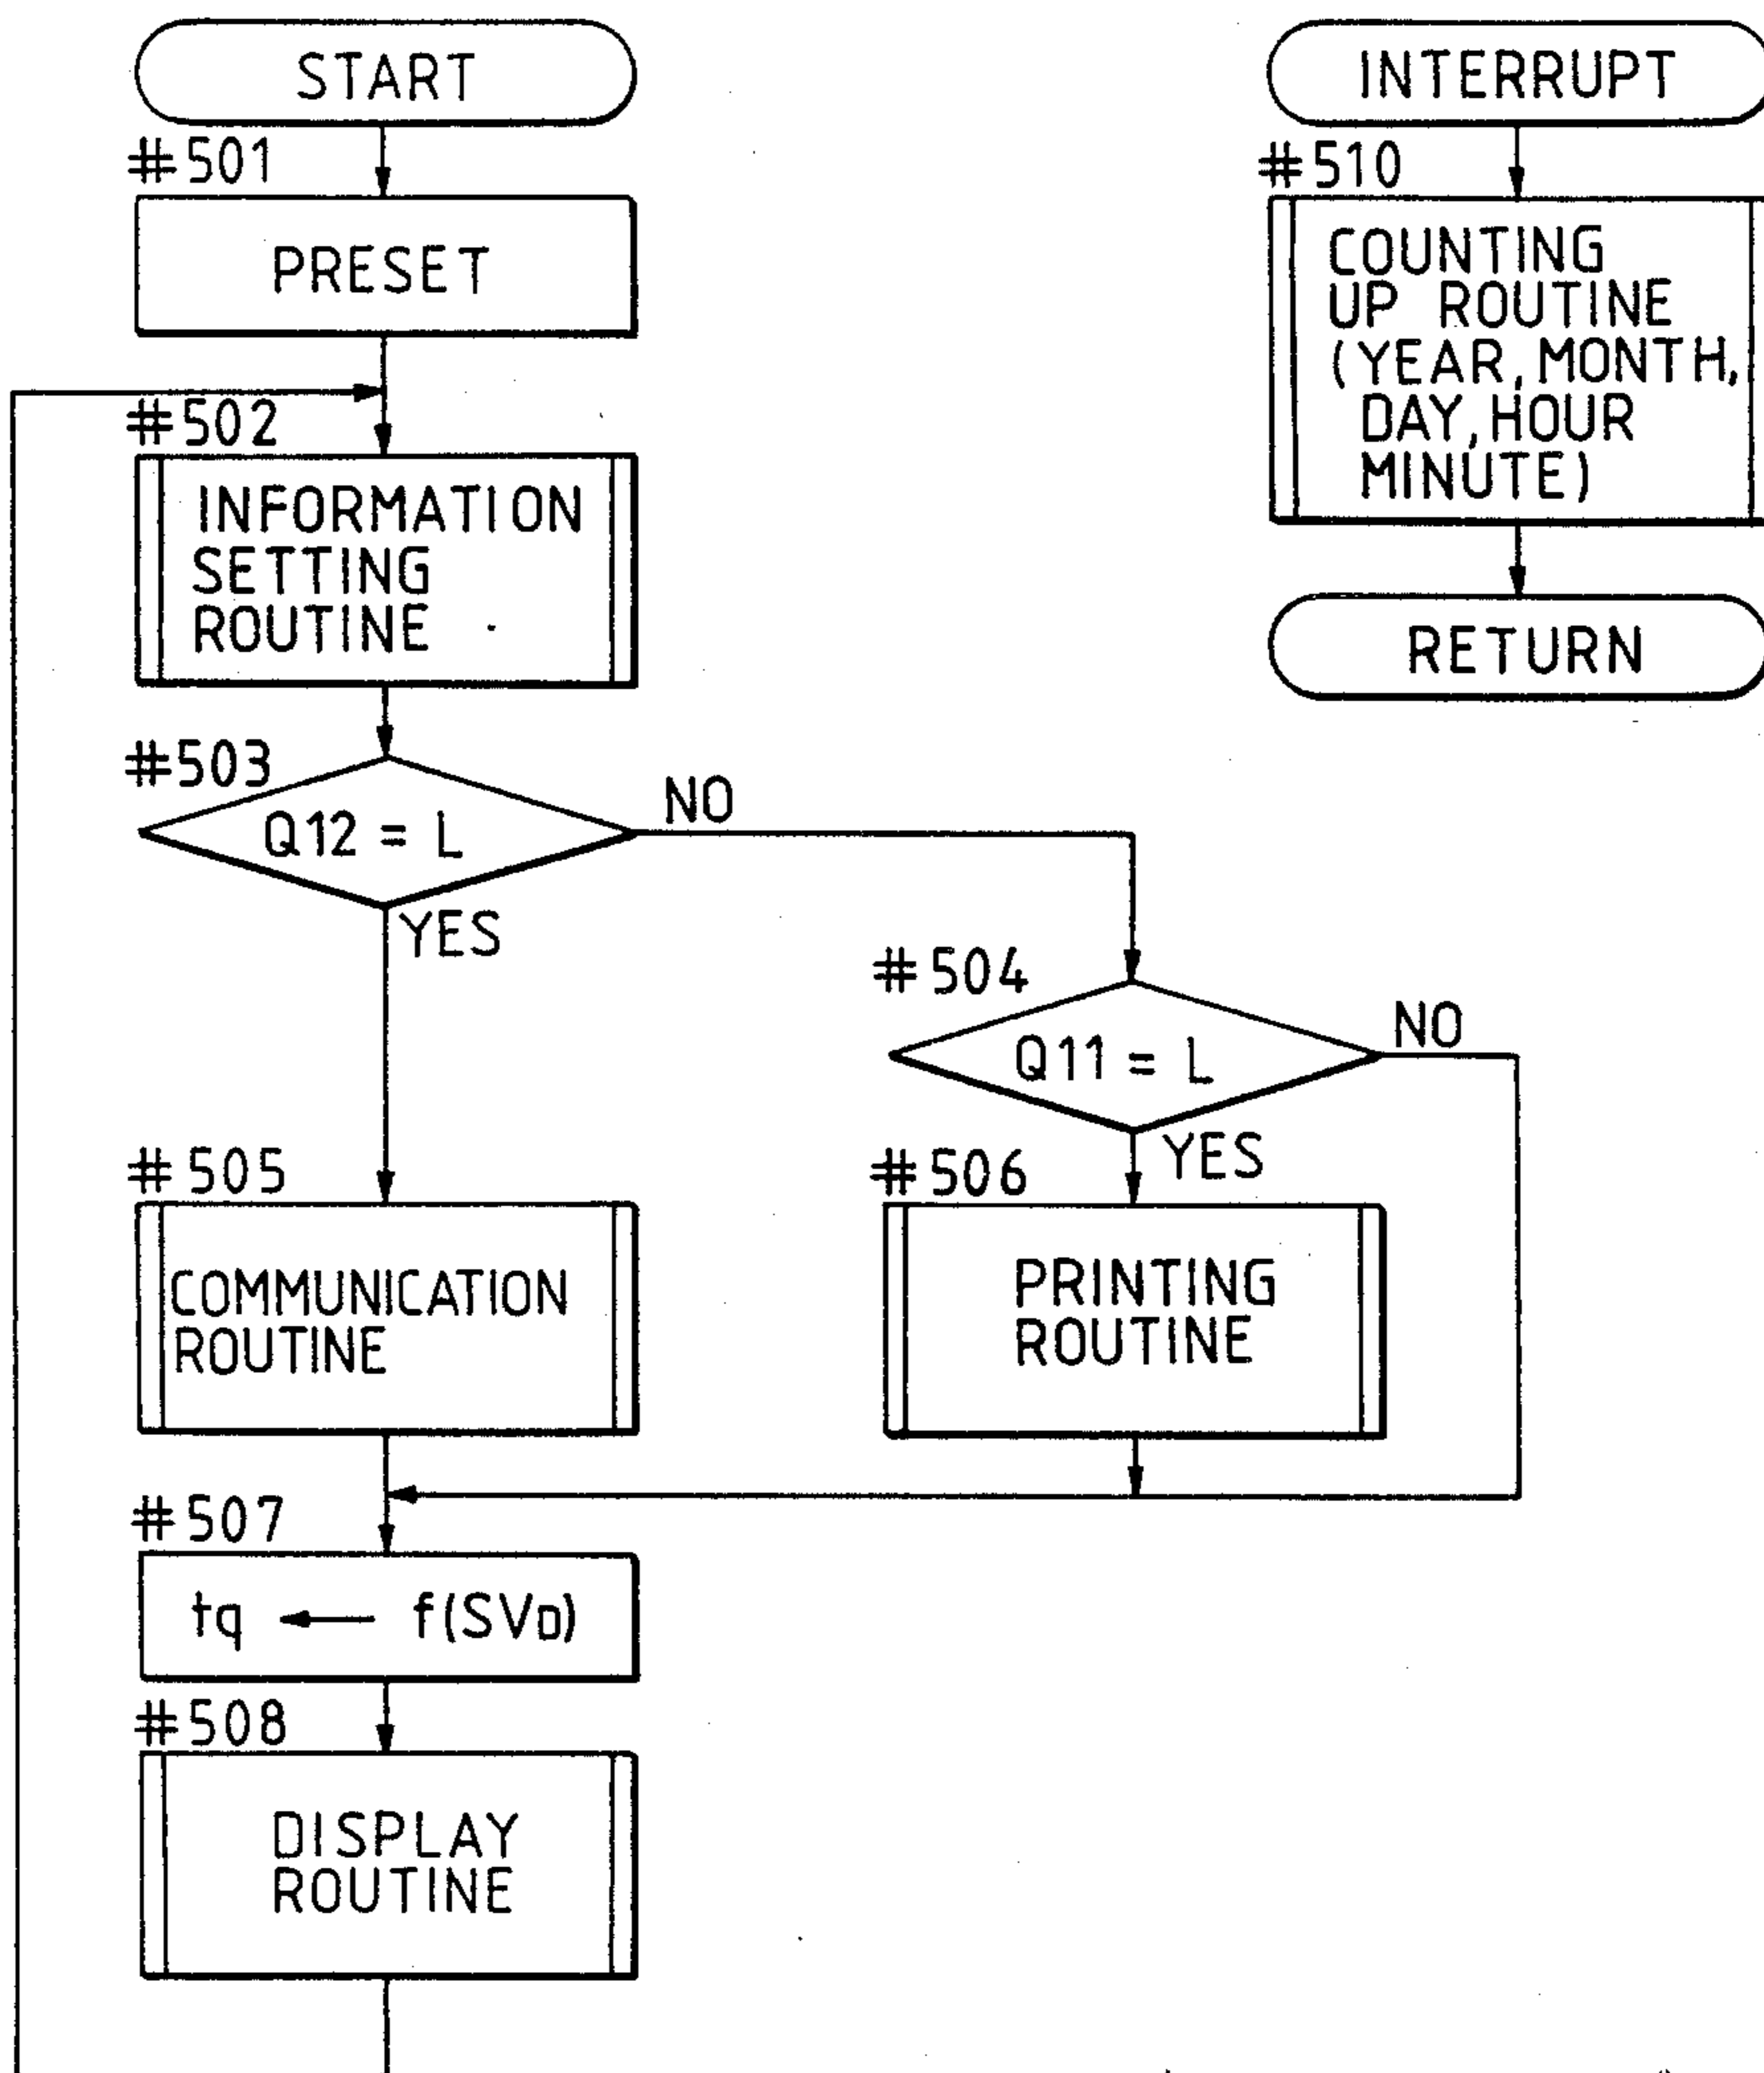 START
#501
PRESET
#502
INFORMATION
SETTING
ROUTINE
#503
Q12 = L
NO
YES
#504
Q11 = L
NO
YES
#505
COMMUNICATION
ROUTINE
#506
PRINTING
ROUTINE
#507
tq ← f(SVD)
#508
DISPLAY
ROUTINE
INTERRUPT
#510
COUNTING
UP ROUTINE
(YEAR, MONTH,
DAY, HOUR
MINUTE)
RETURN